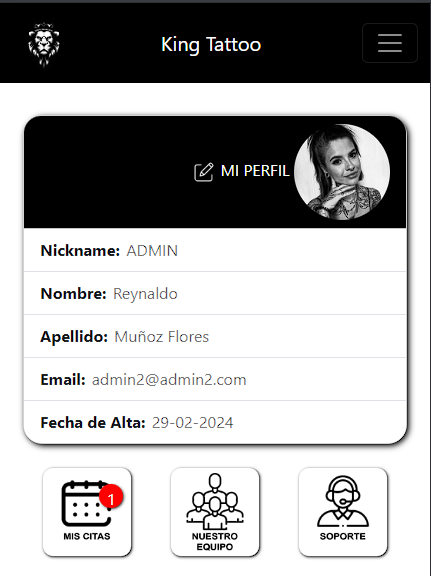 King Tattoo
MI PERFIL
Nickname: ADMIN
Nombre: Reynaldo
Apellido: Muñoz Flores
Email: admin2@admin2.com
Fecha de Alta: 29-02-2024
1
MIS CITAS
NUESTRO
EQUIPO
SOPORTE